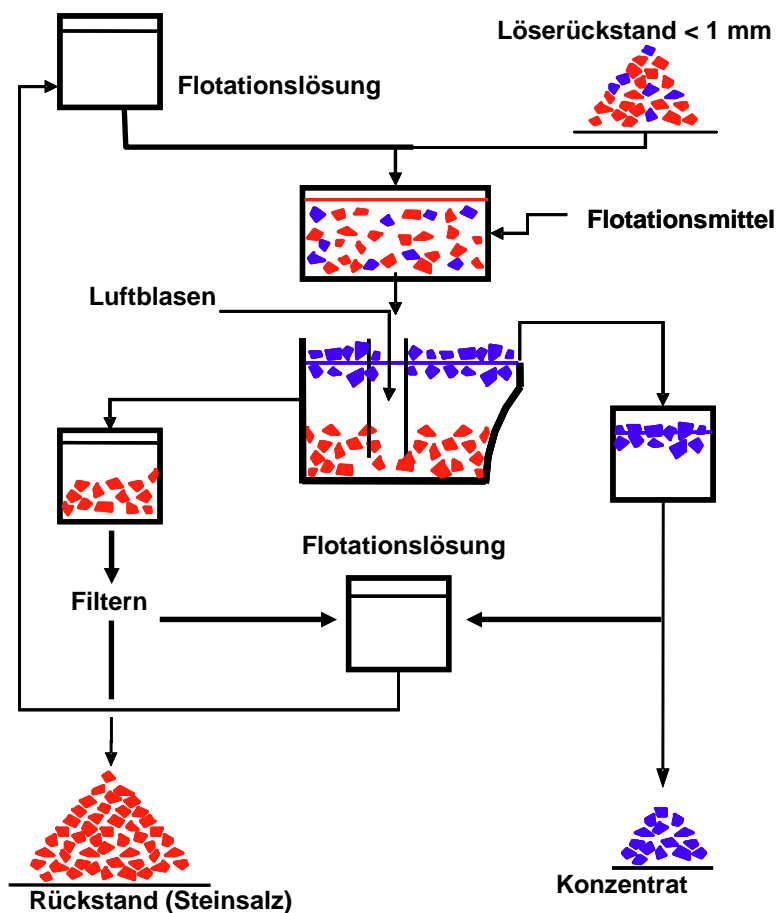 Löserückstand < 1 mm
Flotationslösung
Flotationsmittel
Luftblasen
Flotationslösung
Filtern
Konzentrat
Rückstand (Steinsalz)